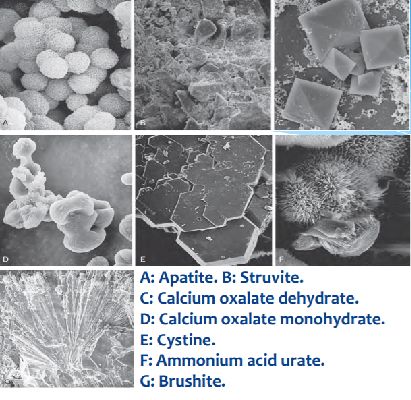 A
B
D
E
F
A: Apatite. B: Struvite.
C: Calcium oxalate dehydrate.
D: Calcium oxalate monohydrate.
E: Cystine.
F: Ammonium acid urate.
G: Brushite.